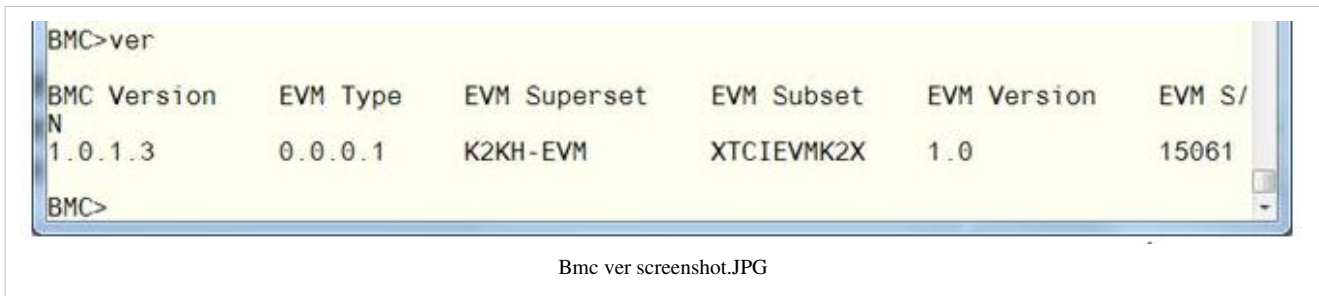 BMC>ver
BMC Version EVM Type EVM Superset EVM Subset EVM Version EVM S/
N
1.0.1.3 0.0.0.1 K2KH-EVM XTCIEVMK2X 1.0 15061
BMC>
Bmc ver screenshot.JPG